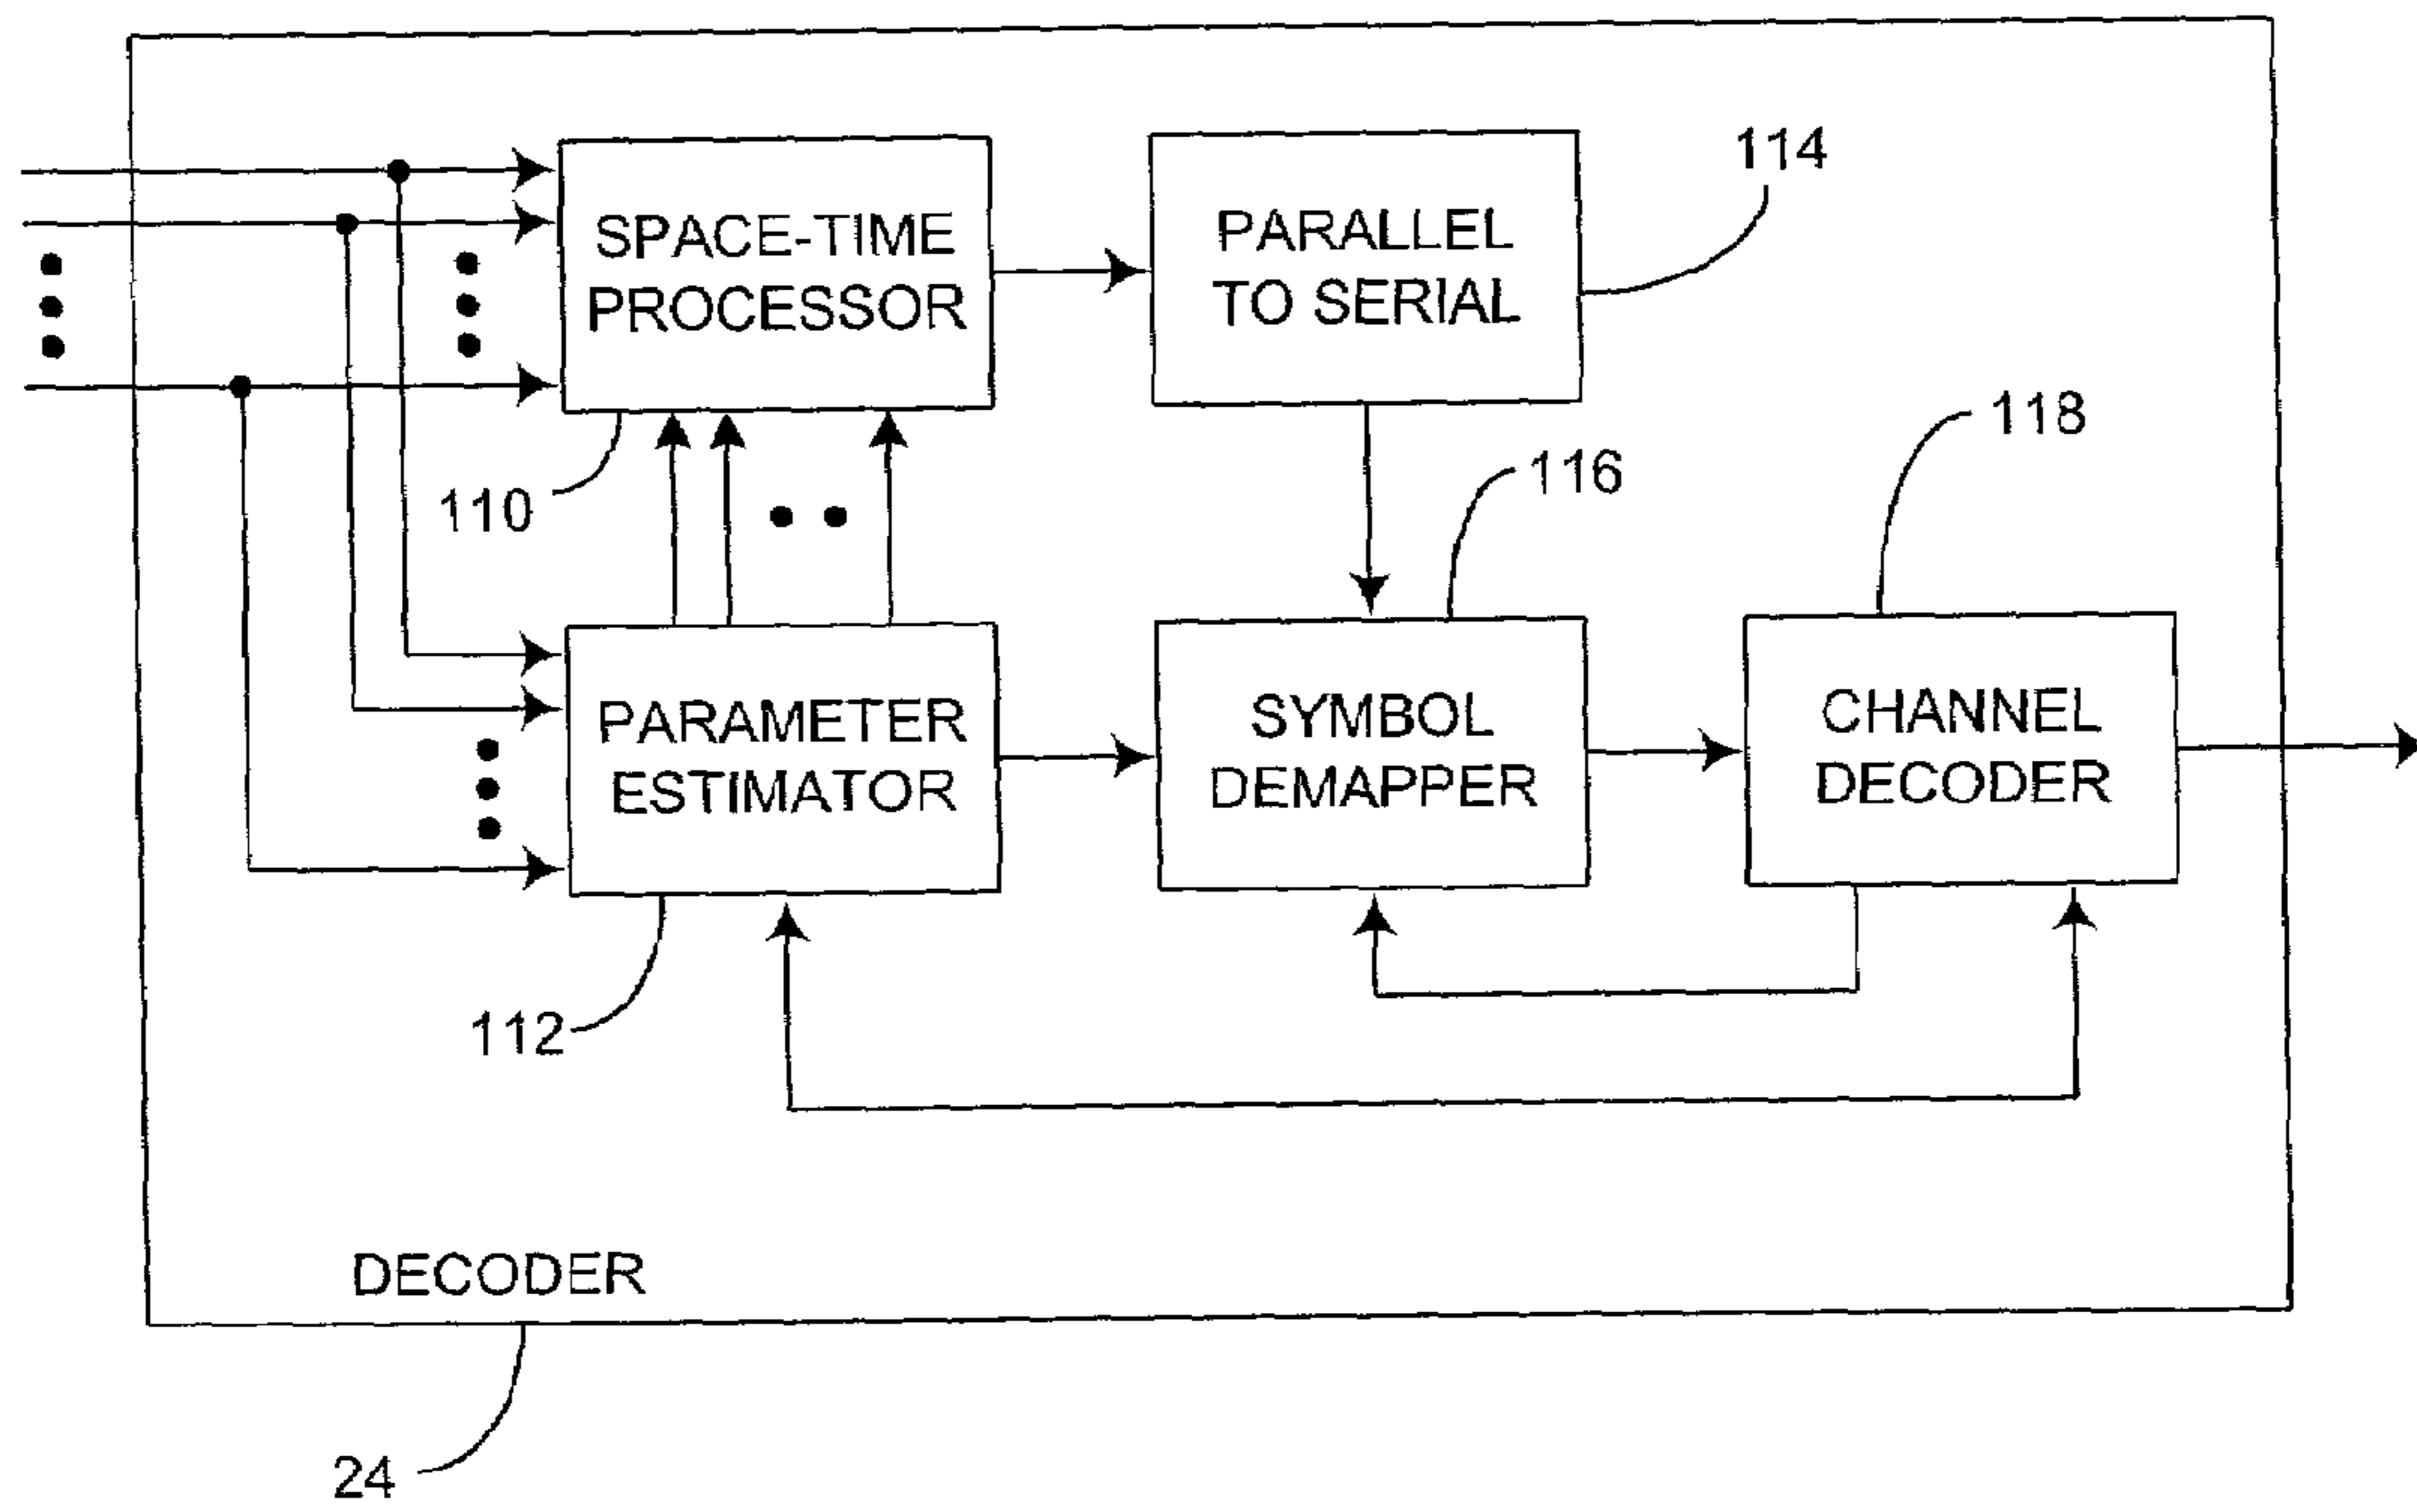 SPACE-TIME
PROCESSOR
PARALLEL
TO SERIAL
114
110
116
118
PARAMETER
ESTIMATOR
SYMBOL
DEMAPPER
CHANNEL
DECODER
112
DECODER
24